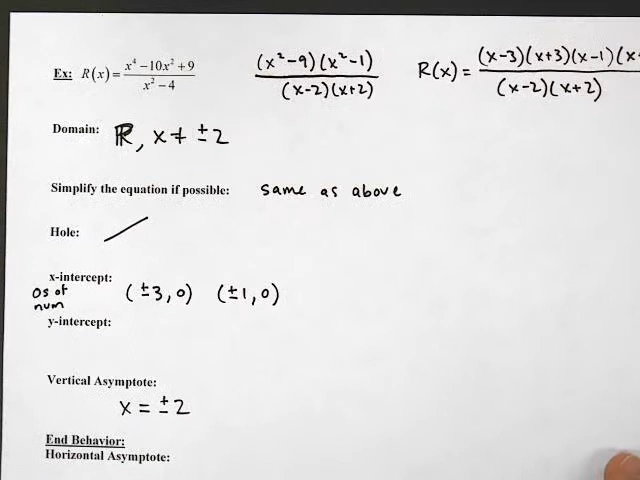 Ex: R(x) = (x⁴ − 10x² + 9)/(x² − 4)
(x²−9)(x²−1)/(x−2)(x+2)
R(x) = (x−3)(x+3)(x−1)(x+/(x−2)(x+2)
Domain: ℝ, x ≠ ±2
Simplify the equation if possible: same as above
Hole:
x-intercept:
0s of
num
(±3,0) (±1,0)
y-intercept:
Vertical Asymptote:
x = ±2
End Behavior:
Horizontal Asymptote: